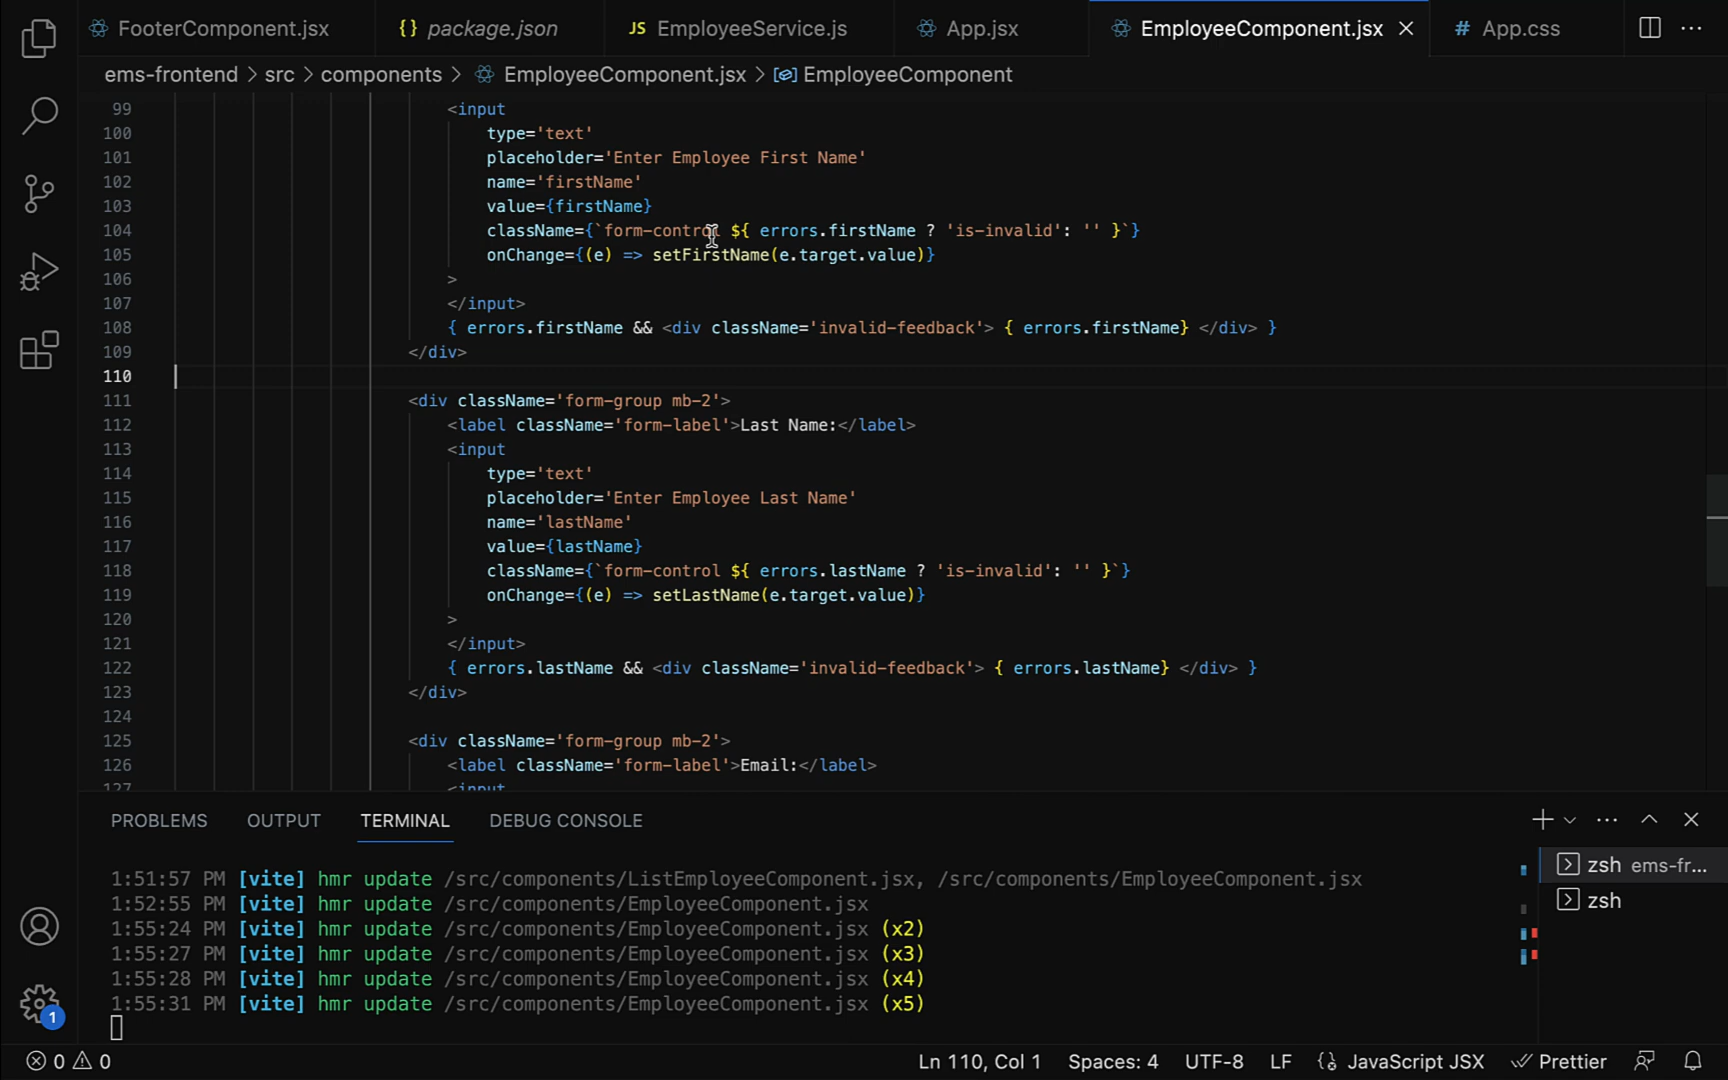 FooterComponent.jsx {} package.json JS EmployeeService.js App.jsx EmployeeComponent.jsx # App.css
ems-frontend > src > components > EmployeeComponent.jsx > EmployeeComponent
99 <input
100 type='text'
101 placeholder='Enter Employee First Name'
102 name='firstName'
103 value={firstName}
104 className={`form-control ${ errors.firstName ? 'is-invalid': '' }`}
105 onChange={(e) => setFirstName(e.target.value)}
106 >
107 </input>
108 { errors.firstName && <div className='invalid-feedback'> { errors.firstName} </div> }
109 </div>
110
111 <div className='form-group mb-2'>
112 <label className='form-label'>Last Name:</label>
113 <input
114 type='text'
115 placeholder='Enter Employee Last Name'
116 name='lastName'
117 value={lastName}
118 className={`form-control ${ errors.lastName ? 'is-invalid': '' }`}
119 onChange={(e) => setLastName(e.target.value)}
120 >
121 </input>
122 { errors.lastName && <div className='invalid-feedback'> { errors.lastName} </div> }
123 </div>
124
125 <div className='form-group mb-2'>
126 <label className='form-label'>Email:</label>
127 <input
PROBLEMS OUTPUT TERMINAL DEBUG CONSOLE
1:51:57 PM [vite] hmr update /src/components/ListEmployeeComponent.jsx, /src/components/EmployeeComponent.jsx
1:52:55 PM [vite] hmr update /src/components/EmployeeComponent.jsx
1:55:24 PM [vite] hmr update /src/components/EmployeeComponent.jsx (x2)
1:55:27 PM [vite] hmr update /src/components/EmployeeComponent.jsx (x3)
1:55:28 PM [vite] hmr update /src/components/EmployeeComponent.jsx (x4)
1:55:31 PM [vite] hmr update /src/components/EmployeeComponent.jsx (x5)
zsh ems-fr...
zsh
1
0 0 Ln 110, Col 1 Spaces: 4 UTF-8 LF {} JavaScript JSX Prettier